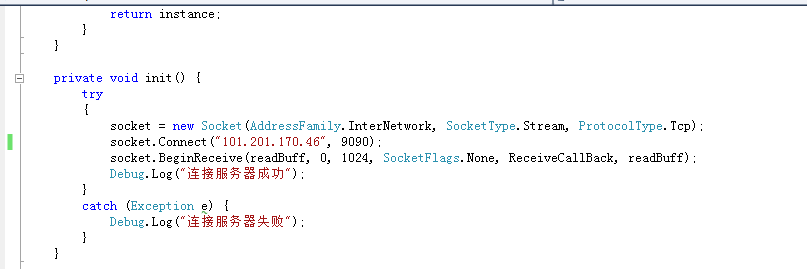 return instance;
}
}
private void init() {
try
{
socket = new Socket(AddressFamily.InterNetwork, SocketType.Stream, ProtocolType.Tcp);
socket.Connect("101.201.170.46", 9090);
socket.BeginReceive(readBuff, 0, 1024, SocketFlags.None, ReceiveCallBack, readBuff);
Debug.Log("连接服务器成功");
}
catch (Exception e) {
Debug.Log("连接服务器失败");
}
}